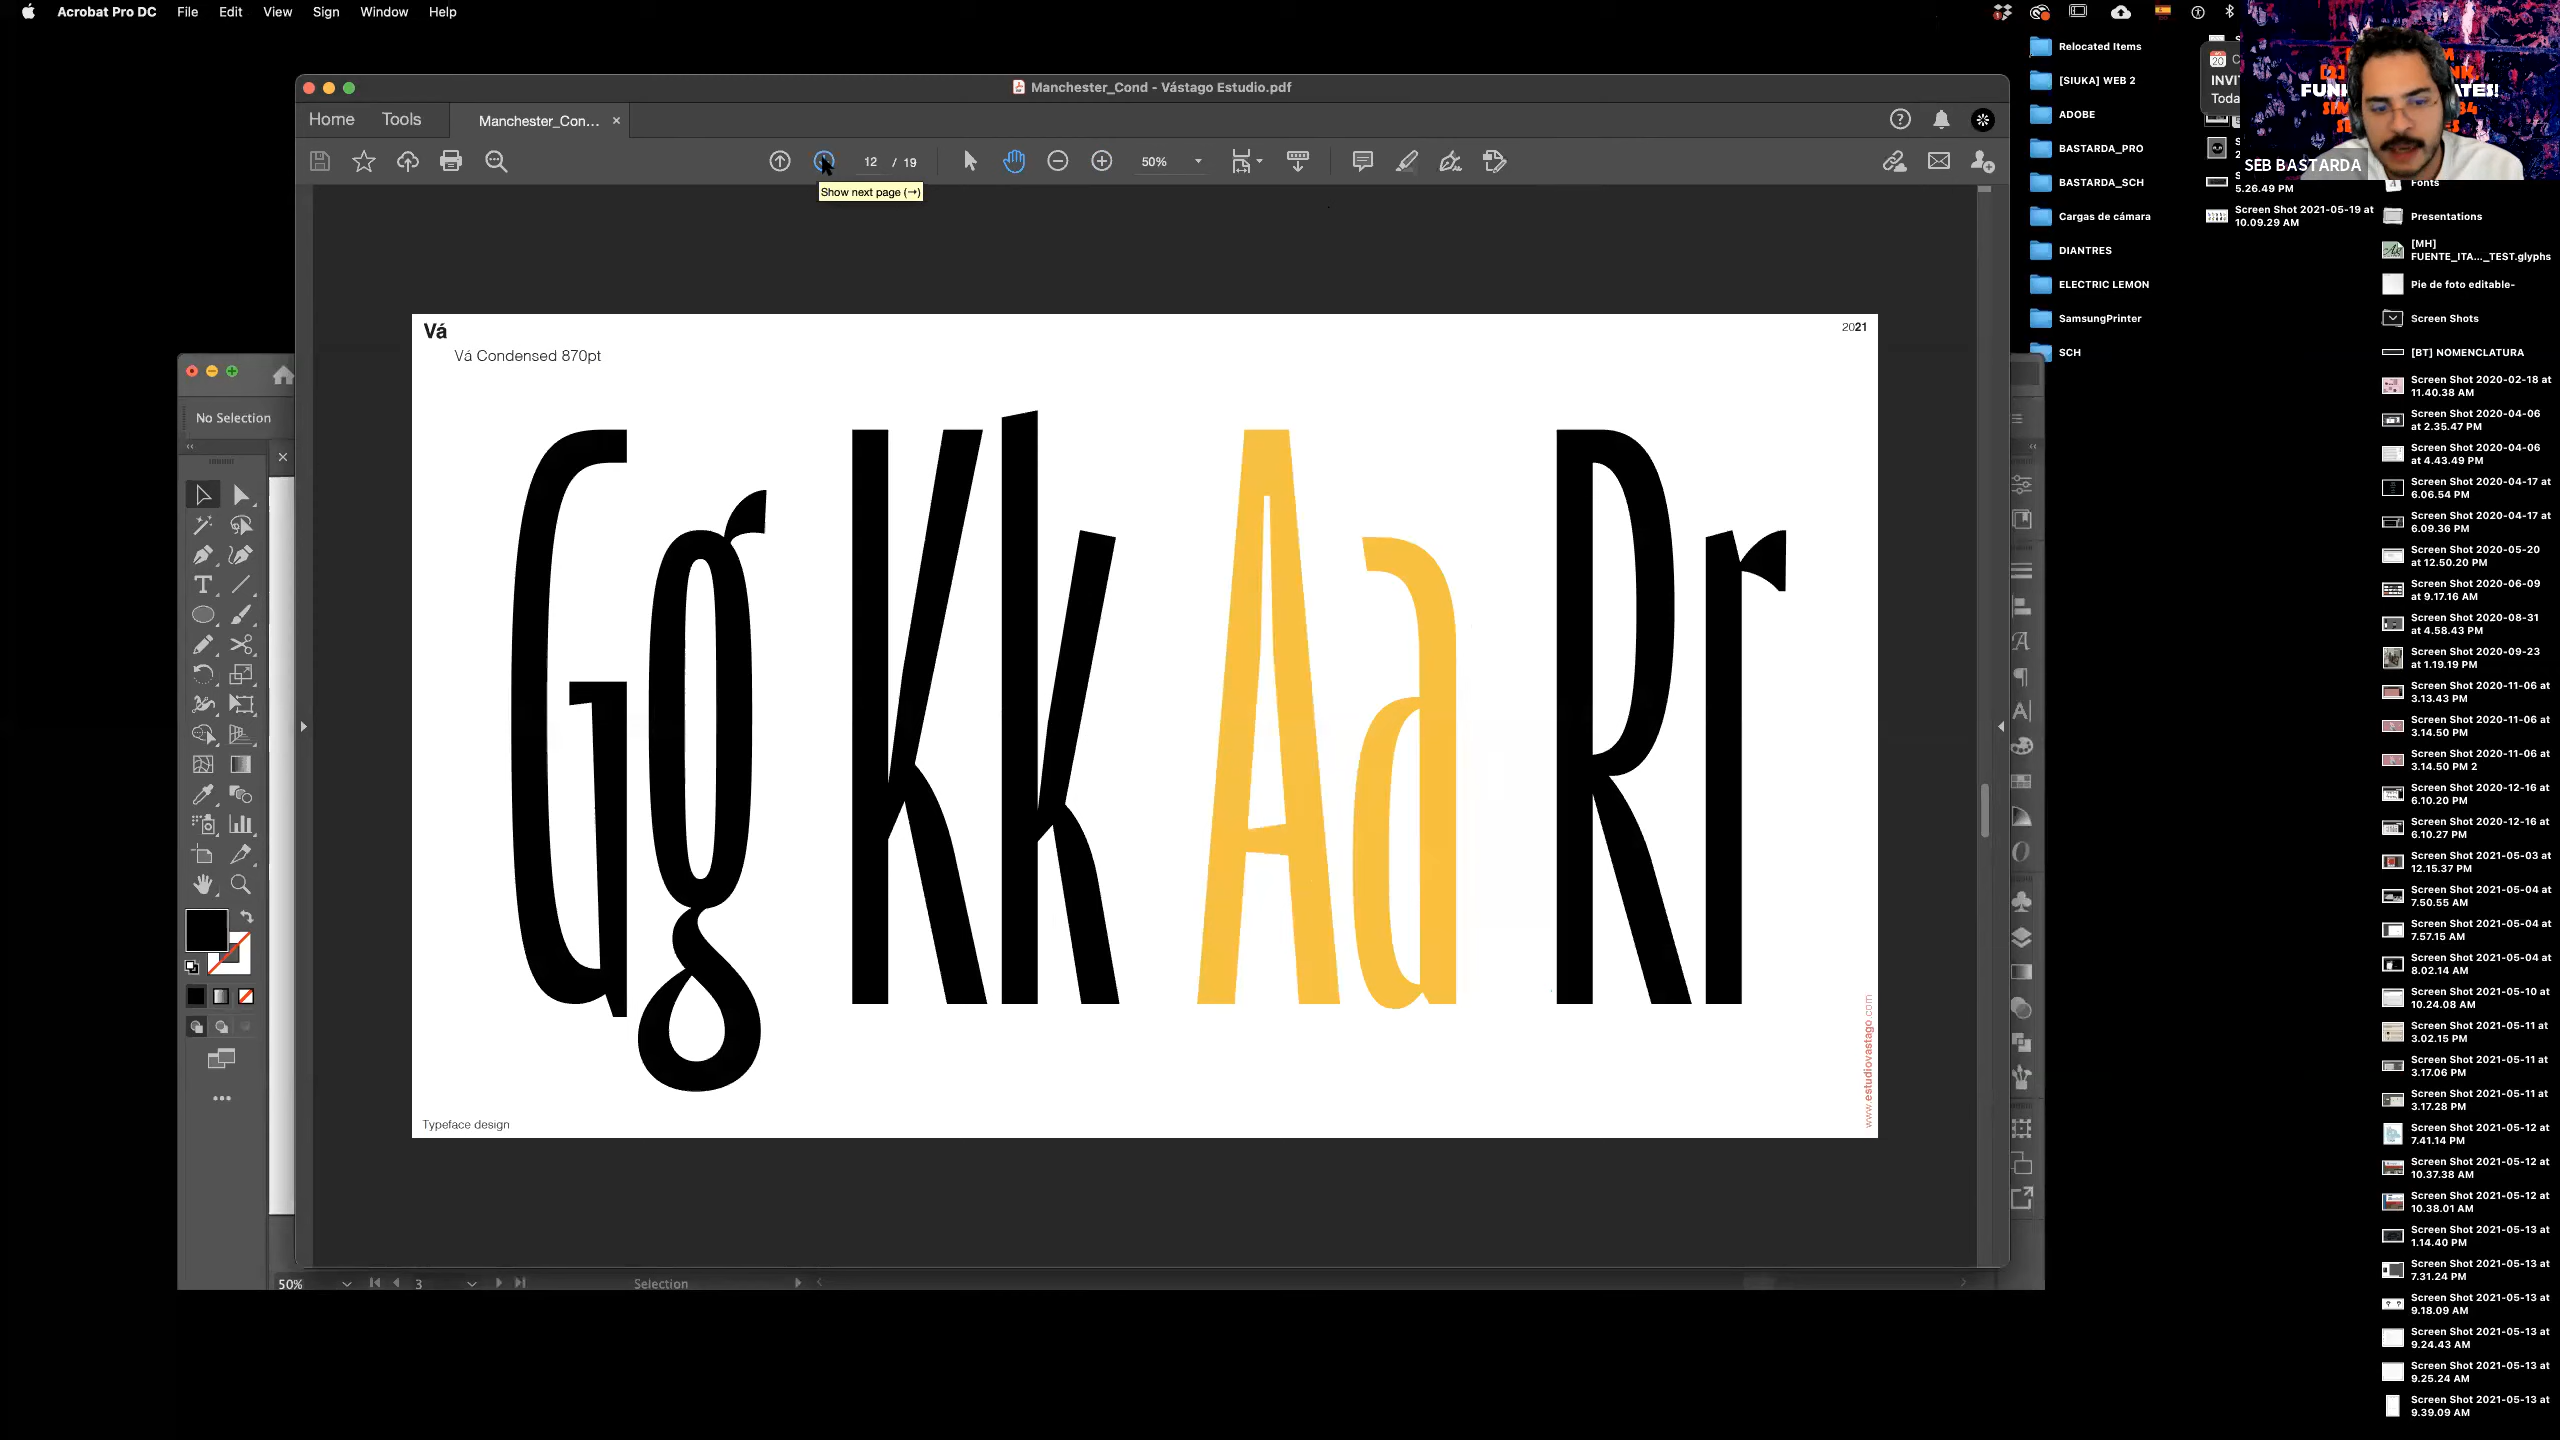 Acrobat Pro DC File Edit View Sign Window Help
Manchester_Cond - Vástago Estudio.pdf
Home Tools Manchester_Con... ×
12 / 19 50%
Show next page (→)
Vá
2021
Vá Condensed 870pt
Gg Kk Aa Rr
www.estudiovastago.com
Typeface design
No Selection
50% 3 Selection
SEB BASTARDA
INVI
Toda
20
Relocated Items
[SIUKA] WEB 2
ADOBE
BASTARDA_PRO
BASTARDA_SCH
Cargas de cámara
DIANTRES
ELECTRIC LEMON
SamsungPrinter
SCH
5.26.49 PM
Screen Shot 2021-05-19 at
10.09.29 AM
Fonts
Presentations
[MH]
FUENTE_ITA..._TEST.glyphs
Pie de foto editable-
Screen Shots
[BT] NOMENCLATURA
Screen Shot 2020-02-18 at
11.40.38 AM
Screen Shot 2020-04-06
at 2.35.47 PM
Screen Shot 2020-04-06
at 4.43.49 PM
Screen Shot 2020-04-17 at
6.06.54 PM
Screen Shot 2020-04-17 at
6.09.36 PM
Screen Shot 2020-05-20
at 12.50.20 PM
Screen Shot 2020-06-09
at 9.17.16 AM
Screen Shot 2020-08-31
at 4.58.43 PM
Screen Shot 2020-09-23
at 1.19.19 PM
Screen Shot 2020-11-06 at
3.13.43 PM
Screen Shot 2020-11-06 at
3.14.50 PM
Screen Shot 2020-11-06 at
3.14.50 PM 2
Screen Shot 2020-12-16 at
6.10.20 PM
Screen Shot 2020-12-16 at
6.10.27 PM
Screen Shot 2021-05-03 at
12.15.37 PM
Screen Shot 2021-05-04 at
7.50.55 AM
Screen Shot 2021-05-04 at
7.57.15 AM
Screen Shot 2021-05-04 at
8.02.14 AM
Screen Shot 2021-05-10 at
10.24.08 AM
Screen Shot 2021-05-11 at
3.02.15 PM
Screen Shot 2021-05-11 at
3.17.06 PM
Screen Shot 2021-05-11 at
3.17.28 PM
Screen Shot 2021-05-12 at
7.41.14 PM
Screen Shot 2021-05-12 at
10.37.38 AM
Screen Shot 2021-05-12 at
10.38.01 AM
Screen Shot 2021-05-13 at
1.14.40 PM
Screen Shot 2021-05-13 at
7.31.24 PM
Screen Shot 2021-05-13 at
9.18.09 AM
Screen Shot 2021-05-13 at
9.24.43 AM
Screen Shot 2021-05-13 at
9.25.24 AM
Screen Shot 2021-05-13 at
9.39.09 AM